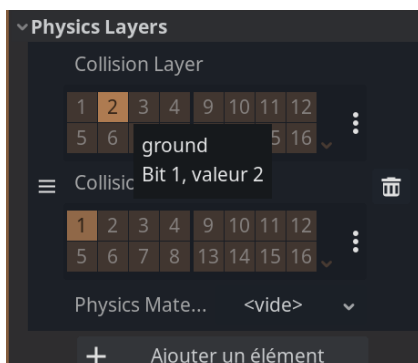 Physics Layers
Collision Layer
1 2 3 4 9 10 11 12
5 6 5 16
ground
Bit 1, valeur 2
Collisic
1 2 3 4 9 10 11 12
5 6 7 8 13 14 15 16
Physics Mate... <vide>
Ajouter un élément